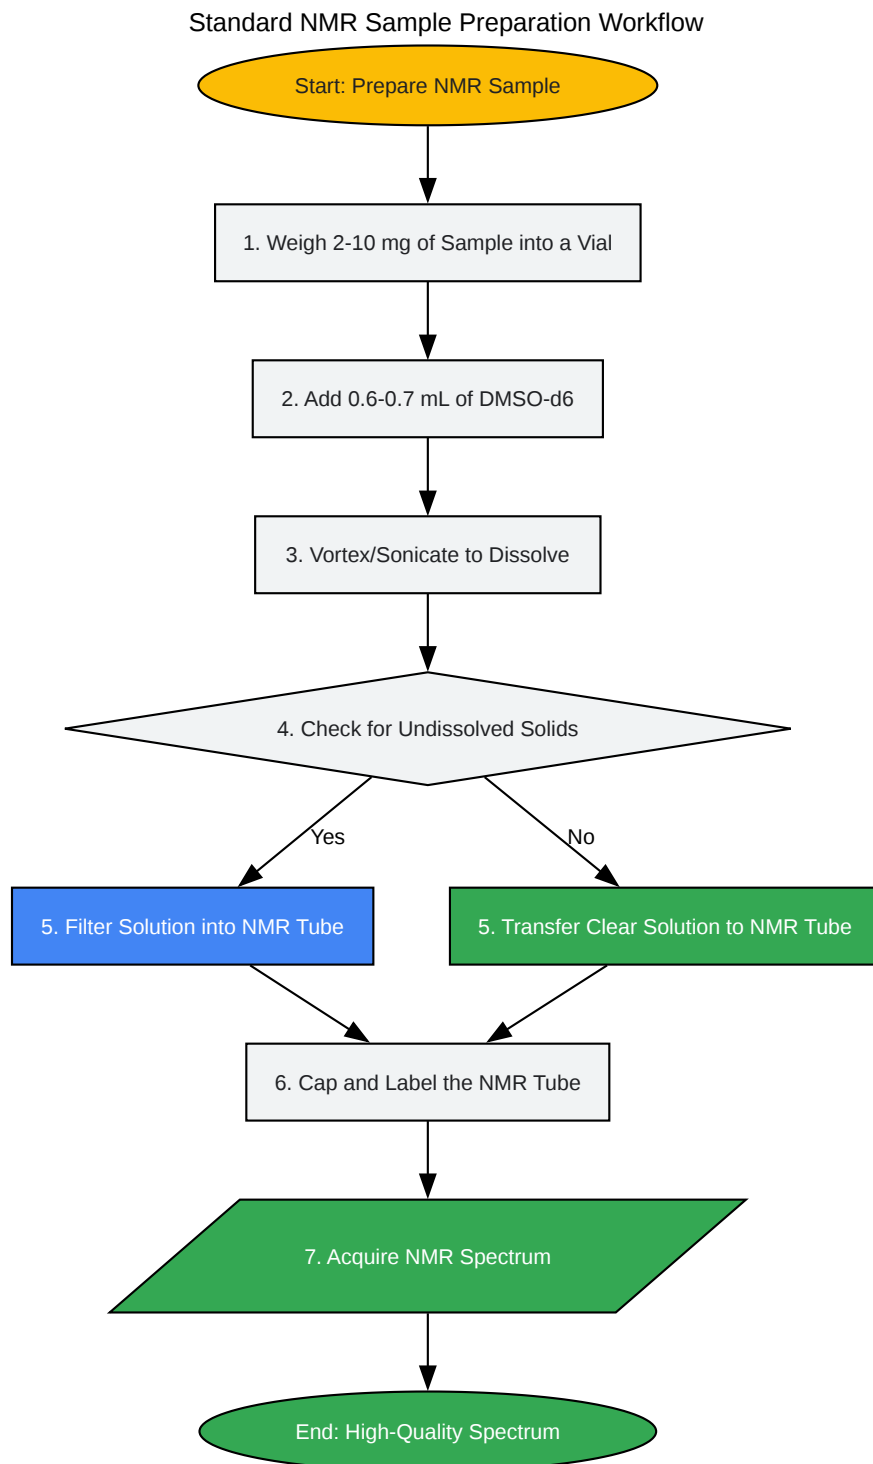 Standard NMR Sample Preparation Workflow
Start: Prepare NMR Sample
1. Weigh 2-10 mg of Sample into a Vial
2. Add 0.6-0.7 mL of DMSO-d6
3. Vortex/Sonicate to Dissolve
4. Check for Undissolved Solids
Yes
No
5. Filter Solution into NMR Tube
5. Transfer Clear Solution to NMR Tube
6. Cap and Label the NMR Tube
7. Acquire NMR Spectrum
End: High-Quality Spectrum